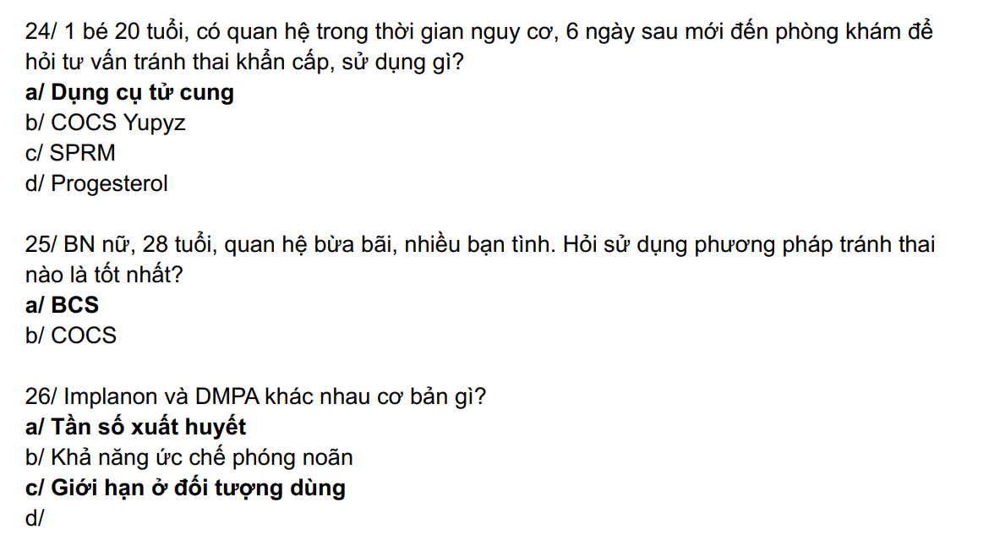 24/ 1 bé 20 tuổi, có quan hệ trong thời gian nguy cơ, 6 ngày sau mới đến phòng khám để
hỏi tư vấn tránh thai khẩn cấp, sử dụng gì?
a/ Dụng cụ tử cung
b/ COCS Yupyz
c/ SPRM
d/ Progesterol
25/ BN nữ, 28 tuổi, quan hệ bừa bãi, nhiều bạn tình. Hỏi sử dụng phương pháp tránh thai
nào là tốt nhất?
a/ BCS
b/ COCS
26/ Implanon và DMPA khác nhau cơ bản gì?
a/ Tần số xuất huyết
b/ Khả năng ức chế phóng noãn
c/ Giới hạn ở đối tượng dùng
d/